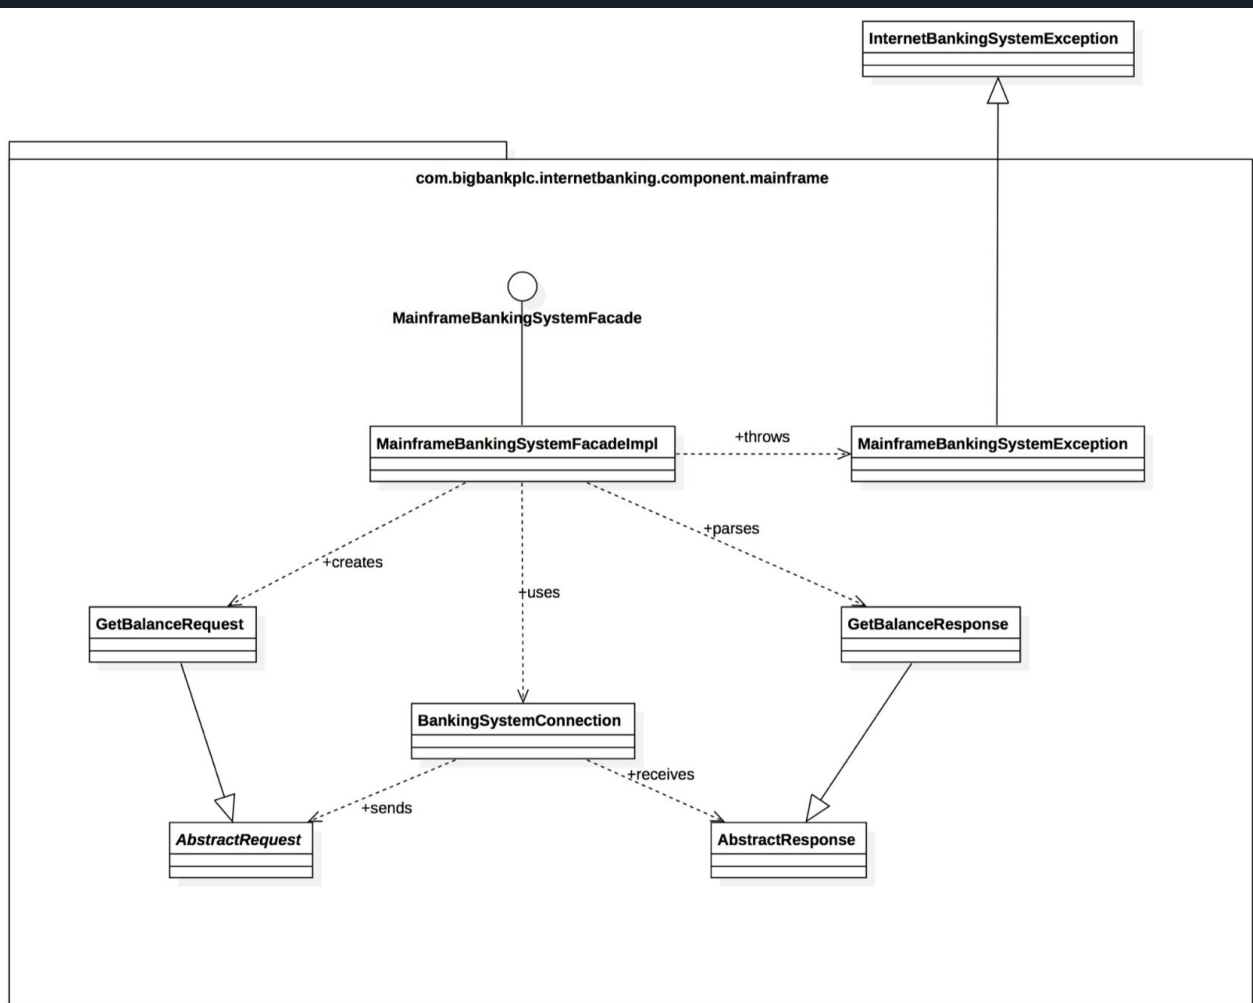 InternetBankingSystemException
com.bigbankplc.internetbanking.component.mainframe
MainframeBankingSystemFacade
MainframeBankingSystemFacadeImpl
+throws
MainframeBankingSystemException
+creates
+uses
+parses
GetBalanceRequest
GetBalanceResponse
BankingSystemConnection
+sends
+receives
AbstractRequest
AbstractResponse